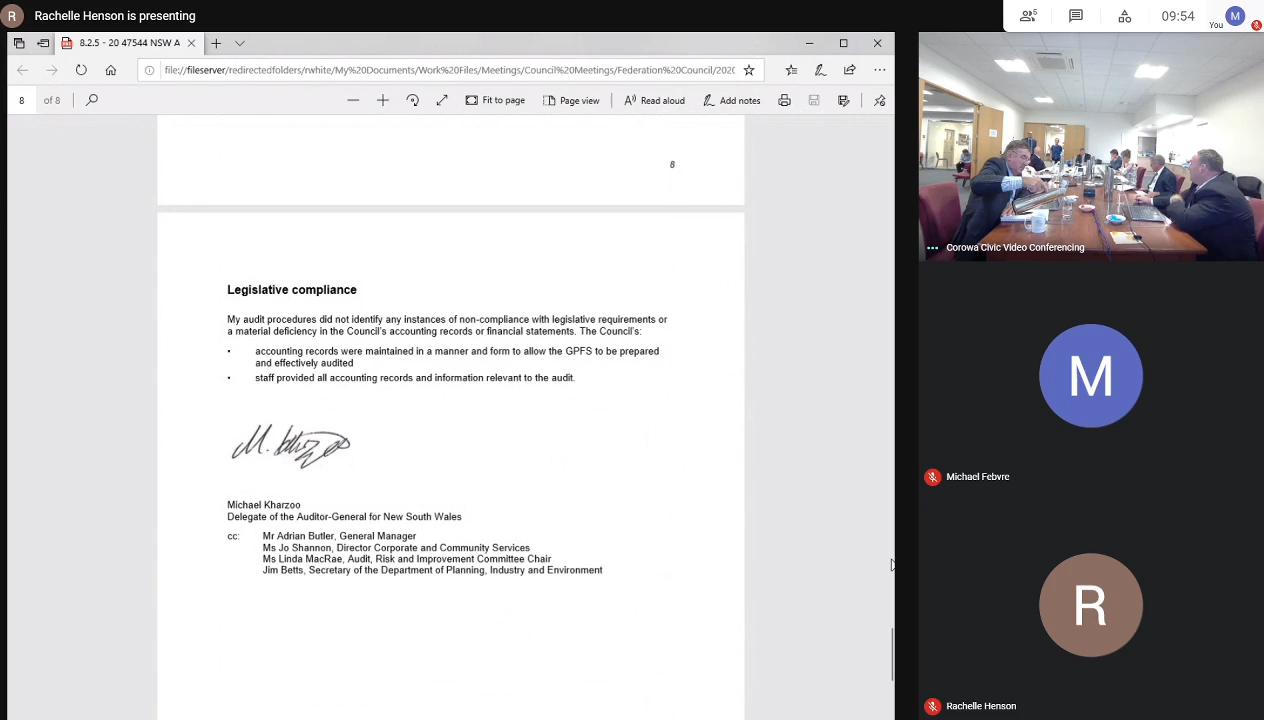 R
Rachelle Henson is presenting
5
09:54
You
M
8.2.5 - 20 47544 NSW A
file://fileserver/redirectedfolders/rwhite/My%20Documents/Work%20Files/Meetings/Council%20Meetings/Federation%20Council/2020
8 of 8
Fit to page
Page view
Read aloud
Add notes
8
Legislative compliance
My audit procedures did not identify any instances of non-compliance with legislative requirements or
a material deficiency in the Council's accounting records or financial statements. The Council's:
• accounting records were maintained in a manner and form to allow the GPFS to be prepared
and effectively audited
• staff provided all accounting records and information relevant to the audit.
Michael Kharzoo
Delegate of the Auditor-General for New South Wales
cc: Mr Adrian Butler, General Manager
Ms Jo Shannon, Director Corporate and Community Services
Ms Linda MacRae, Audit, Risk and Improvement Committee Chair
Jim Betts, Secretary of the Department of Planning, Industry and Environment
Corowa Civic Video Conferencing
M
Michael Febvre
R
Rachelle Henson